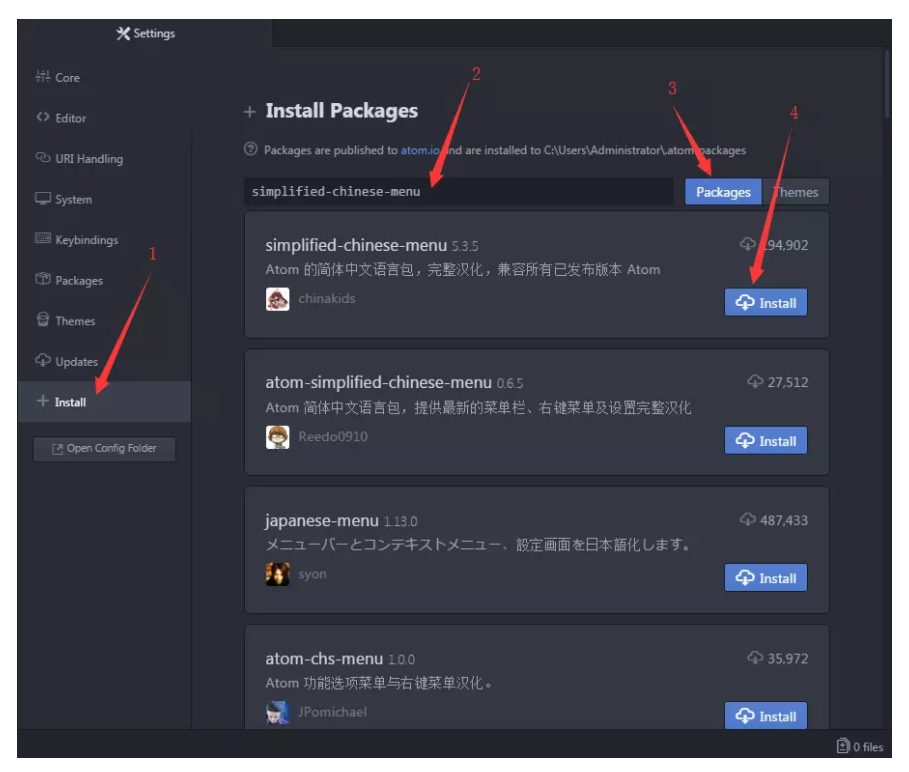 Settings
Core
Editor
URI Handling
System
Keybindings
Packages
Themes
Updates
Install
Open Config Folder
1
2
3
4
Install Packages
Packages are published to atom.io and are installed to C:\Users\Administrator\.atom\packages
simplified-chinese-menu
Packages Themes
simplified-chinese-menu 5.3.5
Atom 的简体中文语言包，完整汉化，兼容所有已发布版本 Atom
chinakids
Install
atom-simplified-chinese-menu 0.6.5 27,512
Atom 简体中文语言包，提供最新的菜单栏、右键菜单及设置完整汉化
Reedo0910
Install
japanese-menu 1.13.0 487,433
メニューバーとコンテキストメニュー、設定画面を日本語化します。
syon
Install
atom-chs-menu 1.0.0 35,972
Atom 功能选项菜单与右键菜单汉化。
JPomichael
Install
0 files